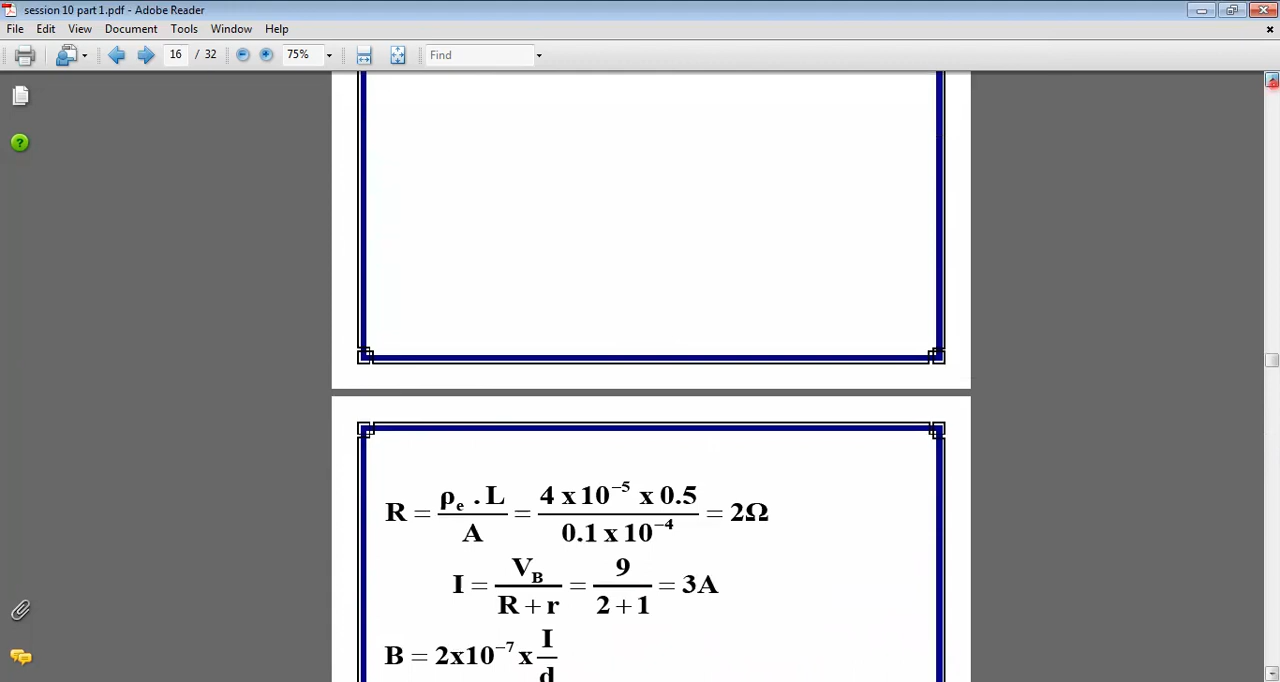 session 10 part 1.pdf - Adobe Reader
File Edit View Document Tools Window Help
16 / 32 75% Find
R = ρₑ . L / A = 4 x 10⁻⁵ x 0.5 / 0.1 x 10⁻⁴ = 2Ω
I = V_B / R + r = 9 / 2 + 1 = 3A
B = 2x10⁻⁷ x I / d